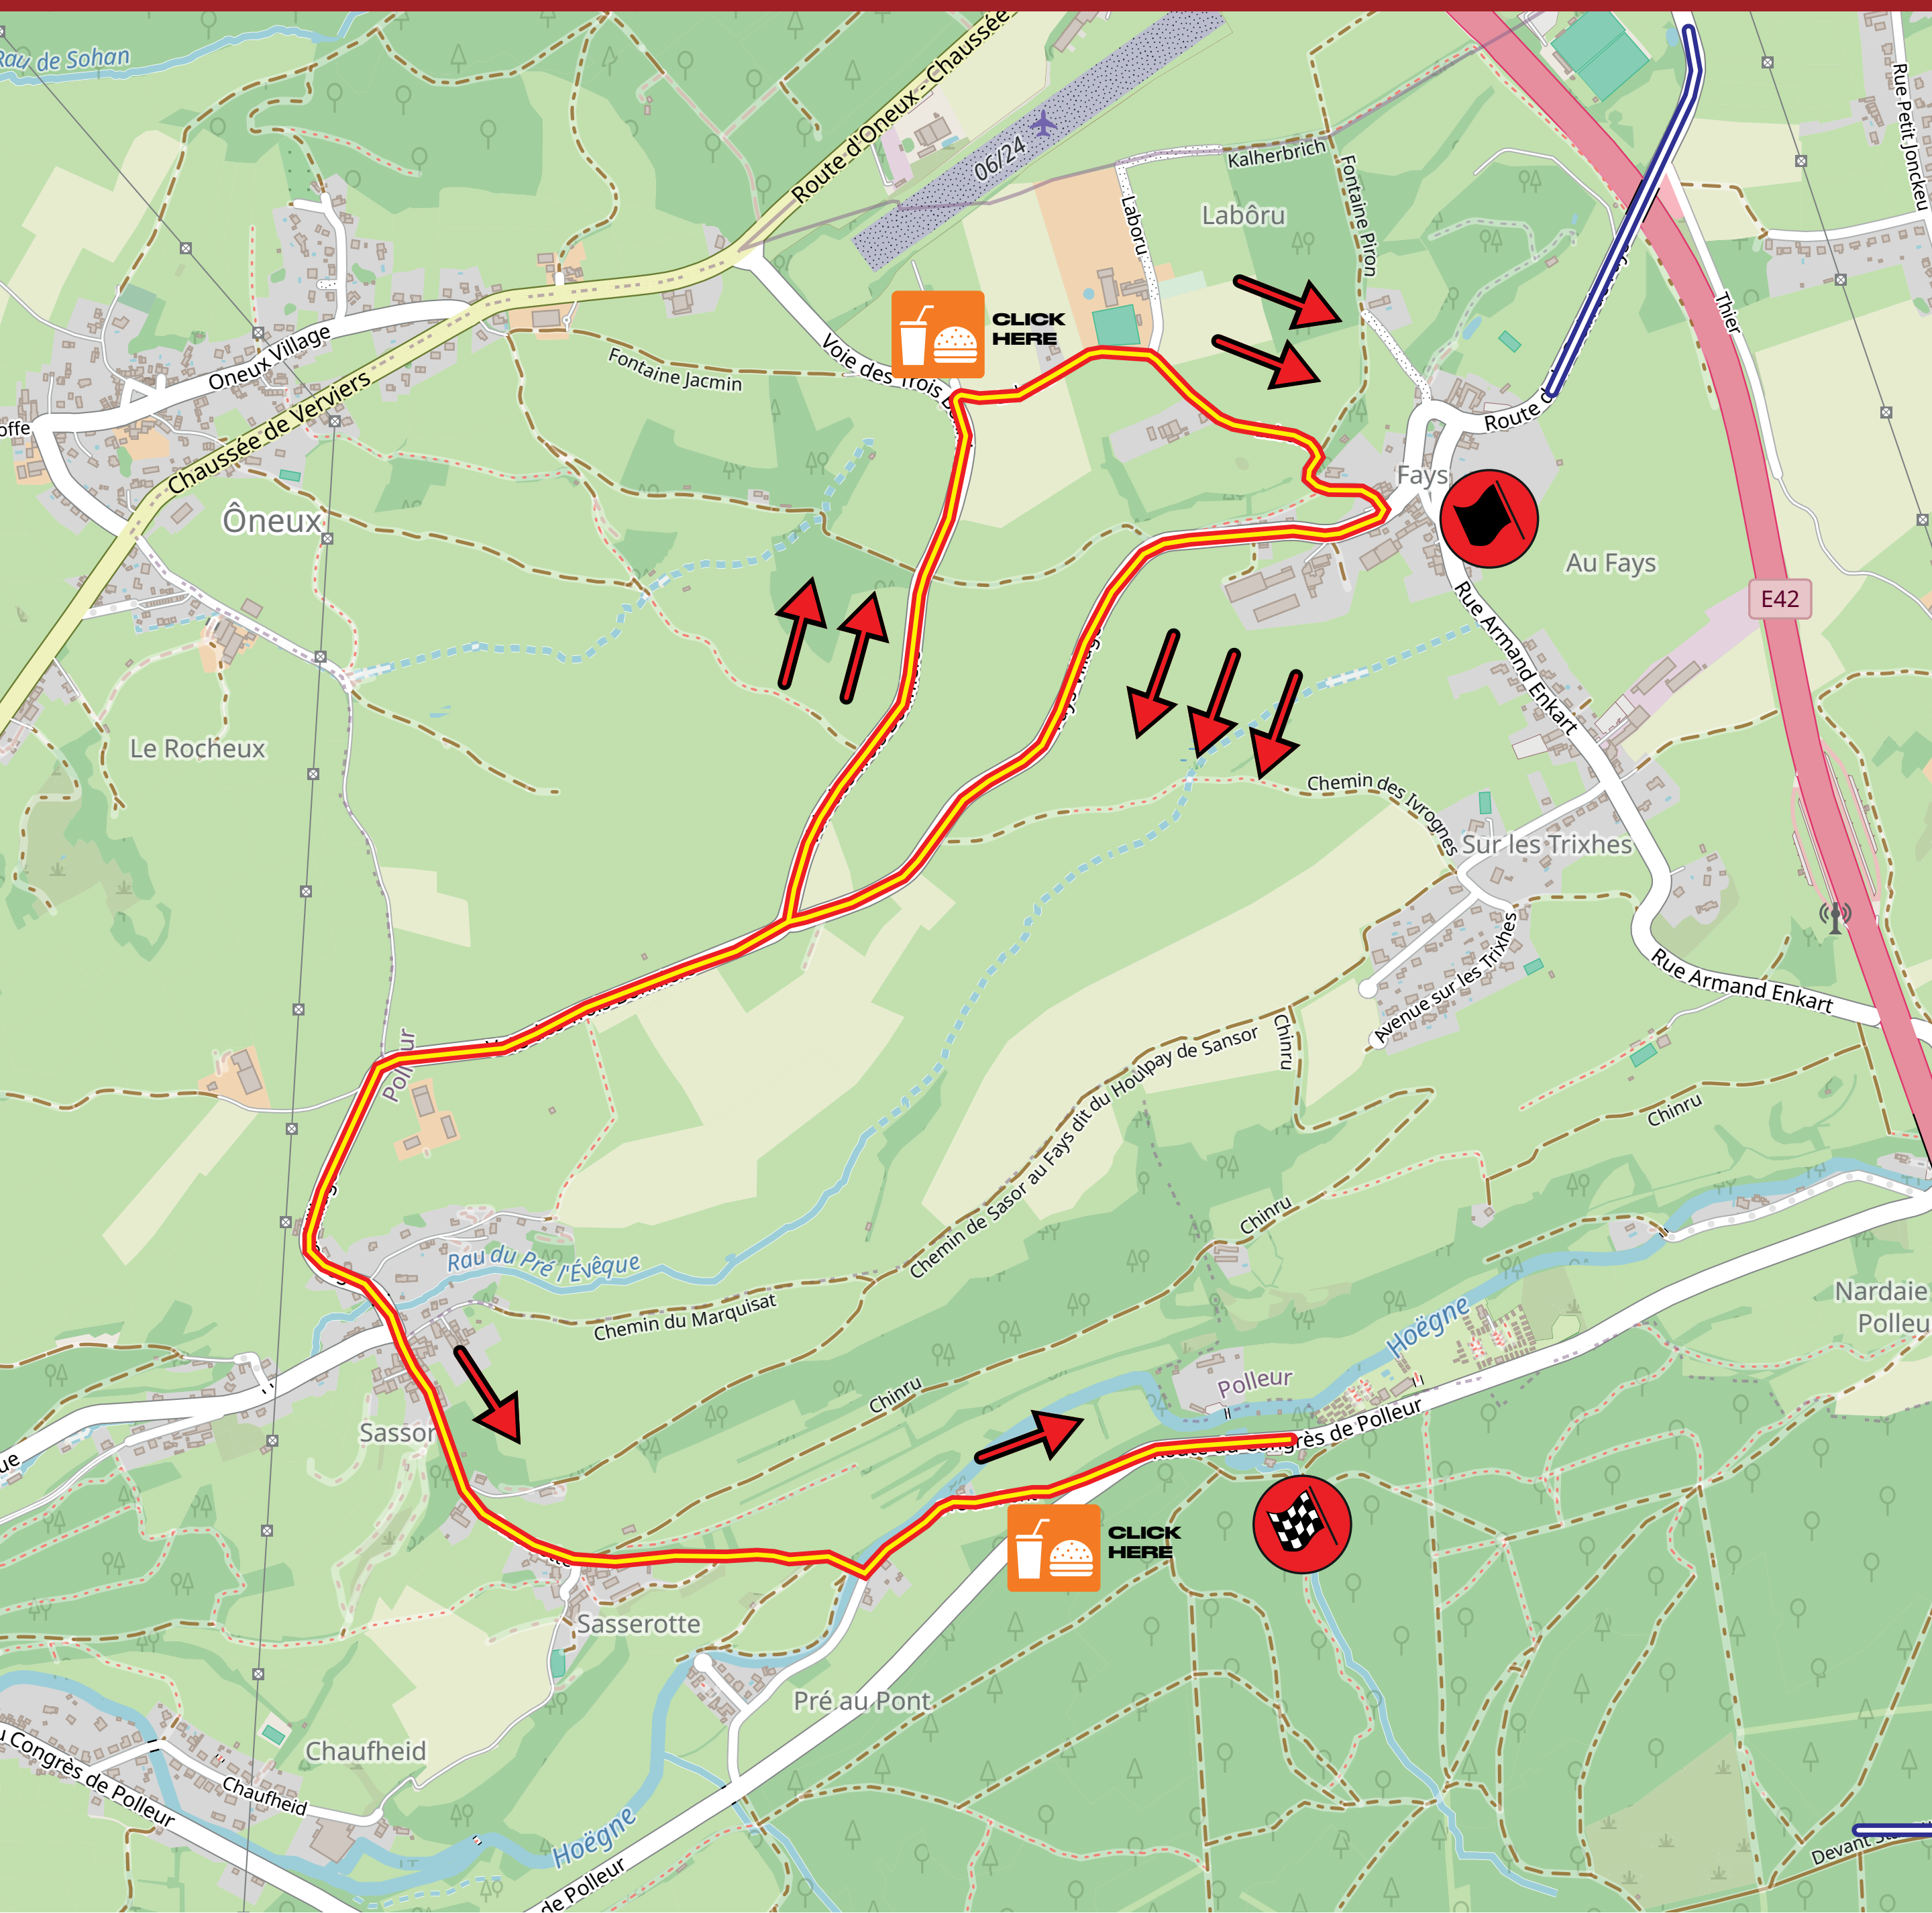 Rau de Sohan
Route d'Oneux - Chaussée
Rue Petit Jonckeu
06/24
Kalherbrich
Fontaine Piron
Laboru
Labôru
CLICK
HERE
Thier
Oneux Village
Voie des Trois
Fontaine Jacmin
offe
Chaussée de Verviers
Route
Fays
Ôneux
Au Fays
E42
Rue Armand Enkart
Le Rocheux
Chemin des Ivrognes
Sur les Trixhes
Avenue sur les Trixhes
Rue Armand Enkart
Chinru
Chemin de Sasor au Fays dit du Houlpay de Sansor
Chinru
Chinru
Rau du Pré l'Évêque
Chemin du Marquisat
Nardaie
Polleu
Hoëgne
Polleur
Chinru
Sassor
ue
Route du Congrès de Polleur
CLICK
HERE
Sasserotte
Pré au Pont
Chaufheid
u Congrès de Polleur
Chaufheid
Hoëgne
de Polleur
Devant